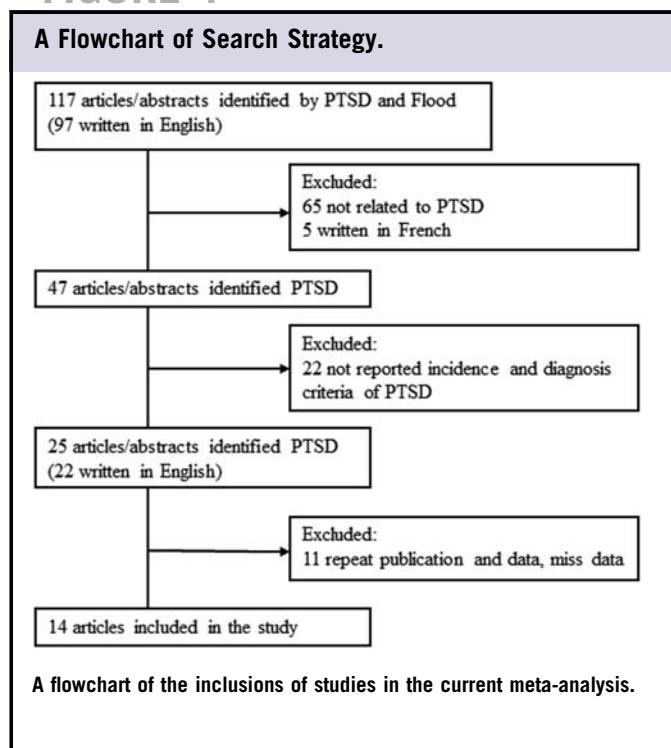 A Flowchart of Search Strategy.
117 articles/abstracts identified by PTSD and Flood
(97 written in English)
Excluded:
65 not related to PTSD
5 written in French
47 articles/abstracts identified PTSD
Excluded:
22 not reported incidence and diagnosis
criteria of PTSD
25 articles/abstracts identified PTSD
(22 written in English)
Excluded:
11 repeat publication and data, miss data
14 articles included in the study
A flowchart of the inclusions of studies in the current meta-analysis.